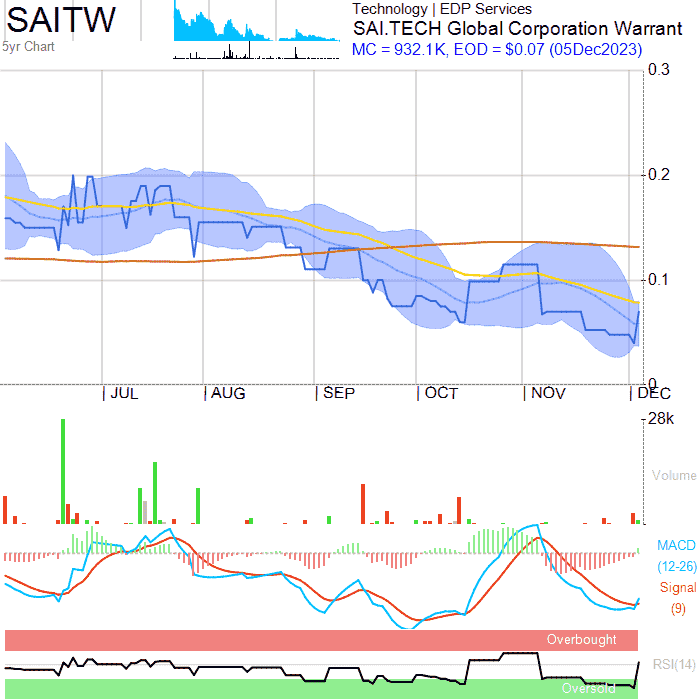 SAITW
5yr Chart
Technology | EDP Services
SAI.TECH Global Corporation Warrant
MC = 932.1K, EOD = $0.07 (05Dec2023)
0.3
0.2
0.1
0
| JUL | AUG | SEP | OCT | NOV | DEC
28k
Volume
MACD
(12-26)
Signal
(9)
Overbought
RSI(14)
Oversold